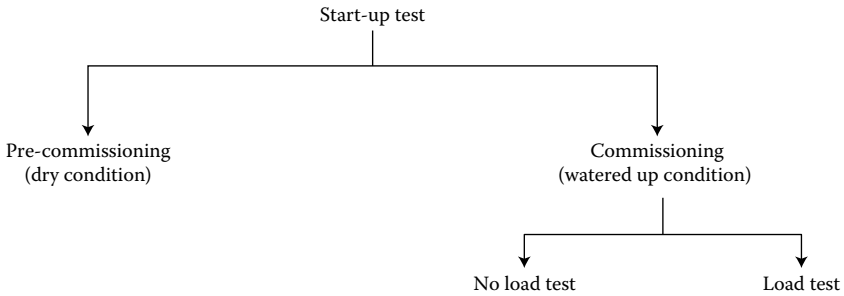 Start-up test
Pre-commissioning
(dry condition)
Commissioning
(watered up condition)
No load test
Load test